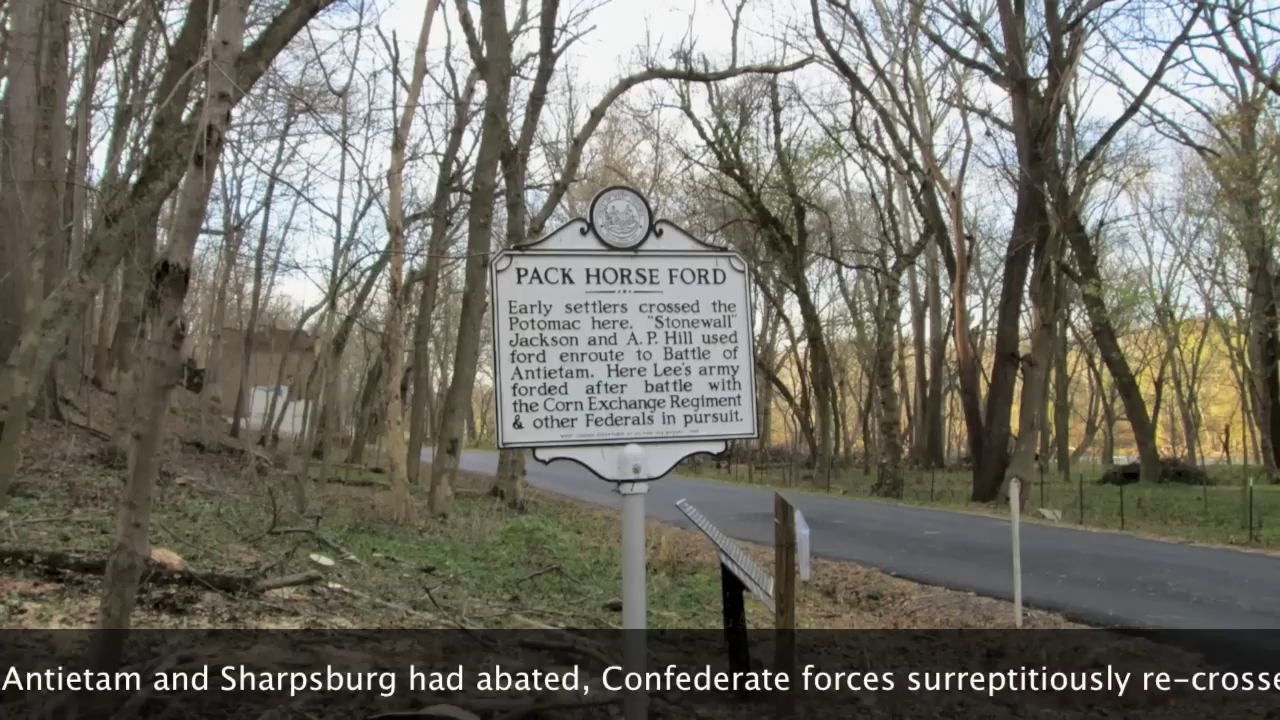 PACK HORSE FORD
Early settlers crossed the
Potomac here. "Stonewall"
Jackson and A. P. Hill used
ford enroute to Battle of
Antietam. Here Lee's army
forded after battle with
the Corn Exchange Regiment
& other Federals in pursuit.
Antietam and Sharpsburg had abated, Confederate forces surreptitiously re-crosse